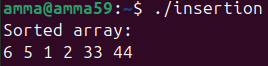 amma@amma59:~$ ./insertion
Sorted array:
6 5 1 2 33 44